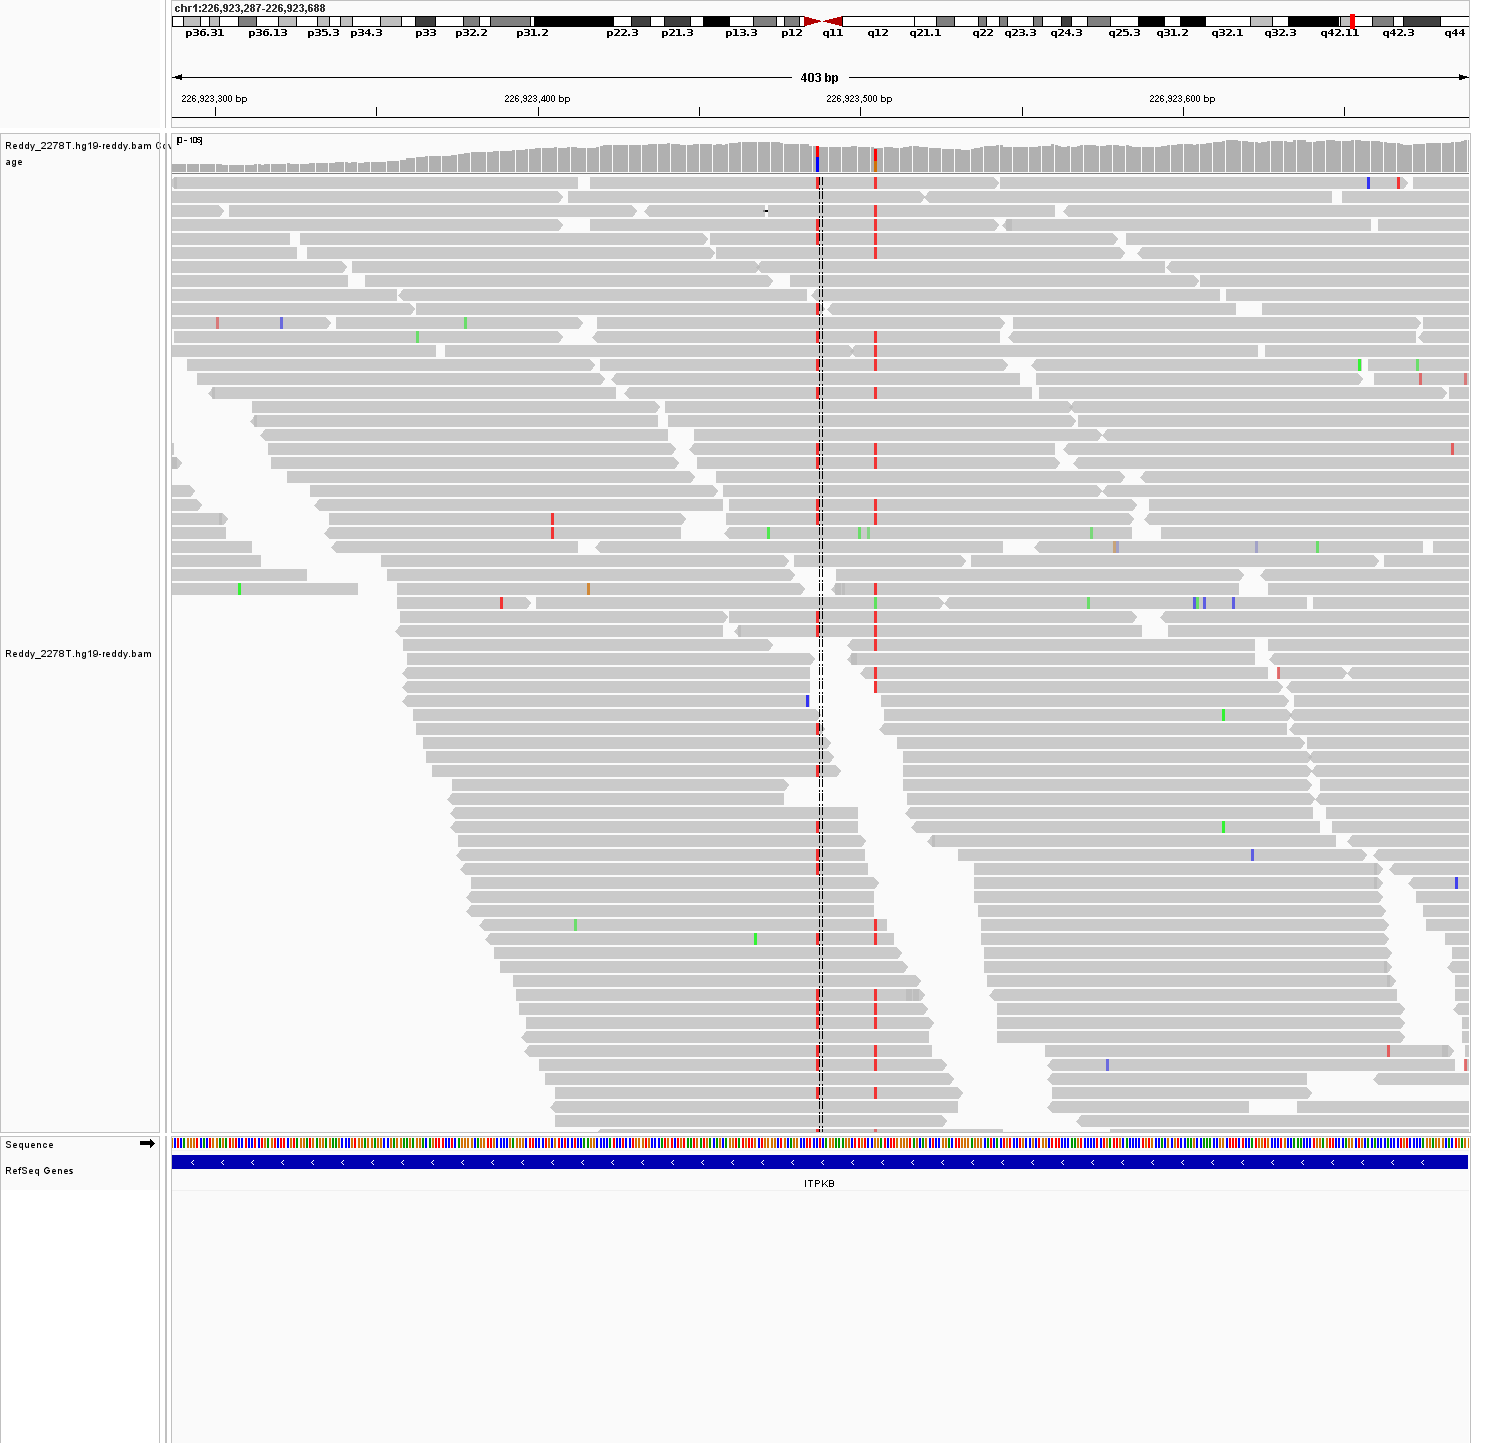 chr1:226,923,287-226,923,688
p36.31 p36.13 p35.3 p34.3 p33 p32.2 p31.2 p22.3 p21.3 p13.3 p12 q11 q12 q21.1 q22 q23.3 q24.3 q25.3 q31.2 q32.1 q32.3 q42.11 q42.3 q44
403 bp
226,923,300 bp 226,923,400 bp 226,923,500 bp 226,923,600 bp
Reddy_2278T.hg19-reddy.bam Cov
age
[0 - 105]
Reddy_2278T.hg19-reddy.bam
Sequence
RefSeq Genes
ITPKB